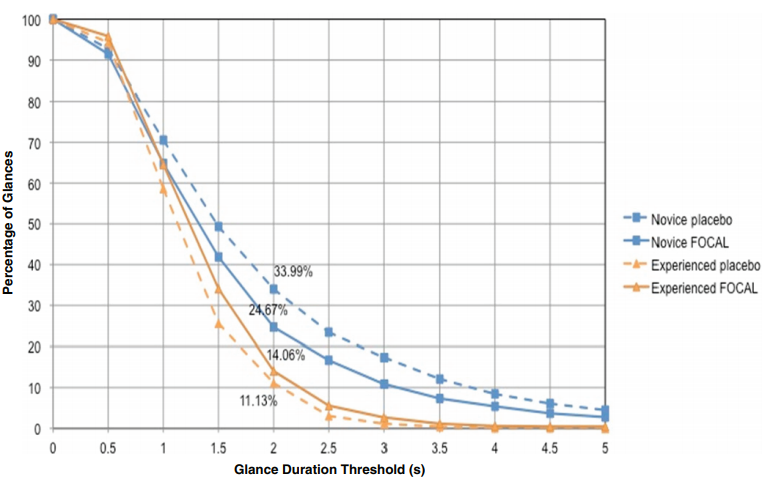 100
90
80
70
60
50
40
30
20
10
0
Percentage of Glances
33.99%
24.67%
14.06%
11.13%
0 0.5 1 1.5 2 2.5 3 3.5 4 4.5 5
Glance Duration Threshold (s)
Novice placebo
Novice FOCAL
Experienced placebo
Experienced FOCAL